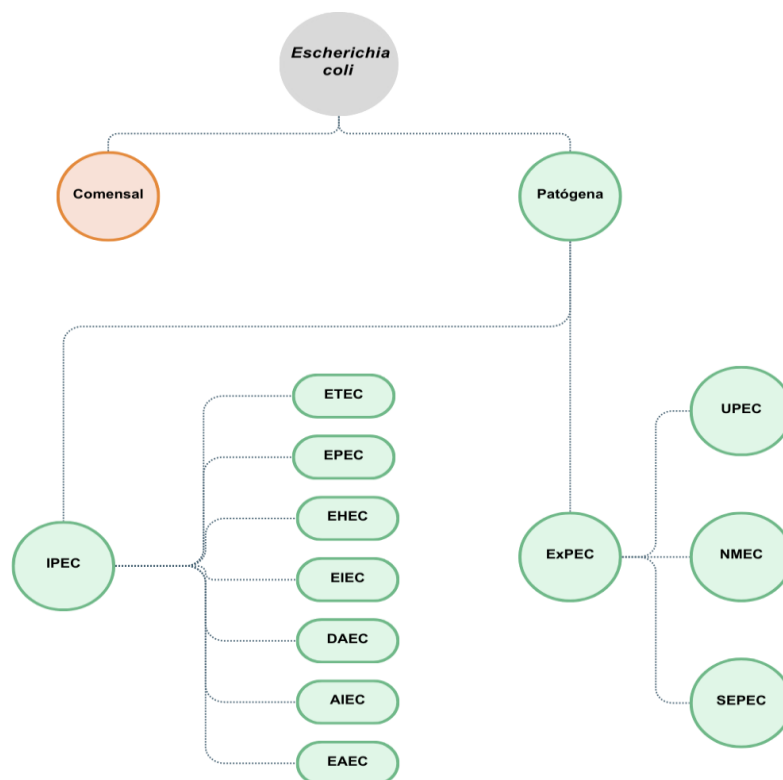 Escherichia
coli
Comensal
Patógena
IPEC
ETEC
EPEC
EHEC
EIEC
DAEC
AIEC
EAEC
ExPEC
UPEC
NMEC
SEPEC